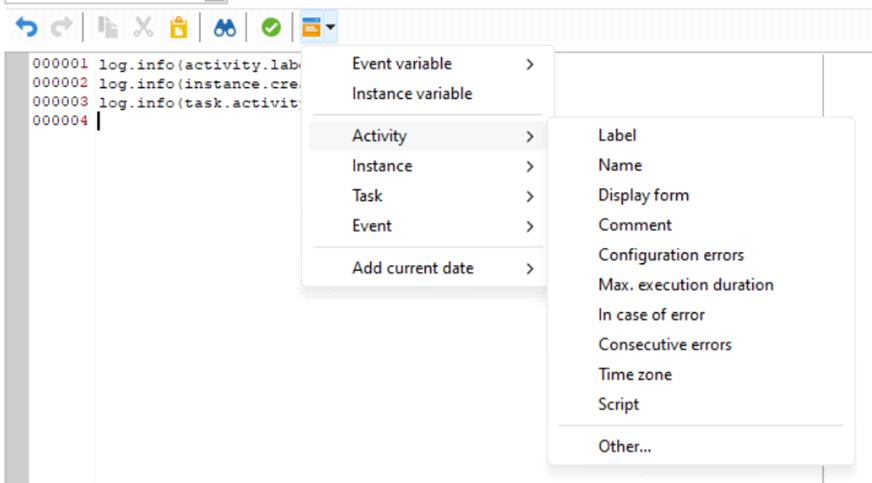 000001 log.info(activity.lab
000002 log.info(instance.cre
000003 log.info(task.activit
000004
Event variable
Instance variable
Activity
Instance
Task
Event
Add current date
Label
Name
Display form
Comment
Configuration errors
Max. execution duration
In case of error
Consecutive errors
Time zone
Script
Other...